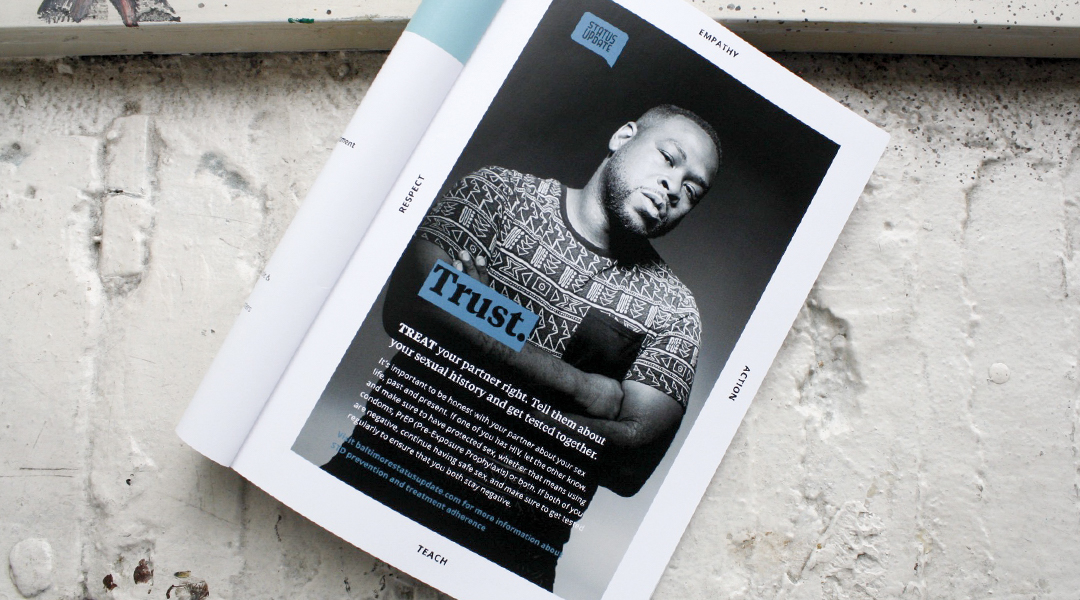 STATUS
UPDATE
EMPATHY
RESPECT
Trust.
TREAT your partner right. Tell them about
your sexual history and get tested together.
It's important to be honest with your partner about your sex
life, past and present. If one of you has HIV, let the other know,
and make sure to have protected sex, whether that means using
condoms, PrEP (Pre-Exposure Prophylaxis) or both. If both of you
are negative, continue having safe sex, and make sure to get tested
regularly to ensure that you both stay negative.
Visit baltimorestatusupdate.com for more information about
STD prevention and treatment adherence
ACTION
TEACH